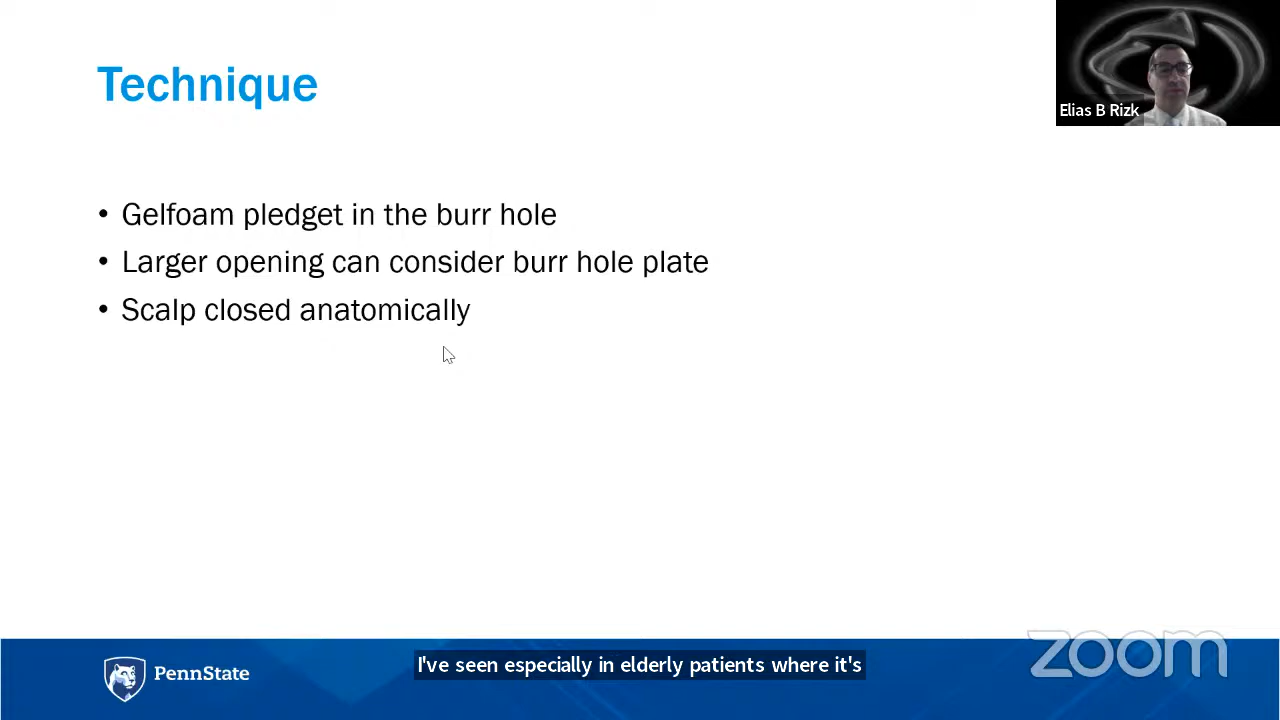 Technique
Elias B Rizk
• Gelfoam pledget in the burr hole
• Larger opening can consider burr hole plate
• Scalp closed anatomically
PennState
I've seen especially in elderly patients where it's
zoom